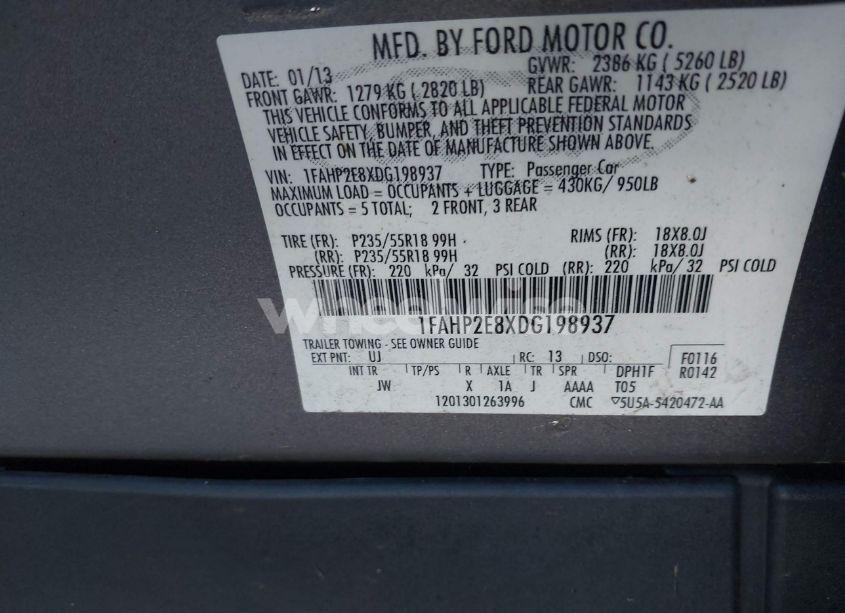 MFD. BY FORD MOTOR CO.
DATE: 01/13 GVWR: 2386 KG ( 5260 LB)
FRONT GAWR: 1279 KG ( 2820 LB) REAR GAWR: 1143 KG ( 2520 LB)
THIS VEHICLE CONFORMS TO ALL APPLICABLE FEDERAL MOTOR
VEHICLE SAFETY, BUMPER, AND THEFT PREVENTION STANDARDS
IN EFFECT ON THE DATE OF MANUFACTURE SHOWN ABOVE.
VIN: 1FAHP2E8XDG198937 TYPE: Passenger Car
MAXIMUM LOAD = OCCUPANTS + LUGGAGE = 430KG/ 950LB
OCCUPANTS = 5 TOTAL; 2 FRONT, 3 REAR
TIRE (FR): P235/55R18 99H RIMS (FR): 18X8.0J
(RR): P235/55R18 99H (RR): 18X8.0J
PRESSURE (FR): 220 kPa/ 32 PSI COLD (RR): 220 kPa/ 32 PSI COLD
1FAHP2E8XDG198937
TRAILER TOWING - SEE OWNER GUIDE
EXT PNT: UJ RC: 13 DSO: F0116
INT TR TP/PS R AXLE TR SPR DPH1F R0142
JW X 1A J AAAA T05
1201301263996 CMC ▽5U5A-5420472-AA